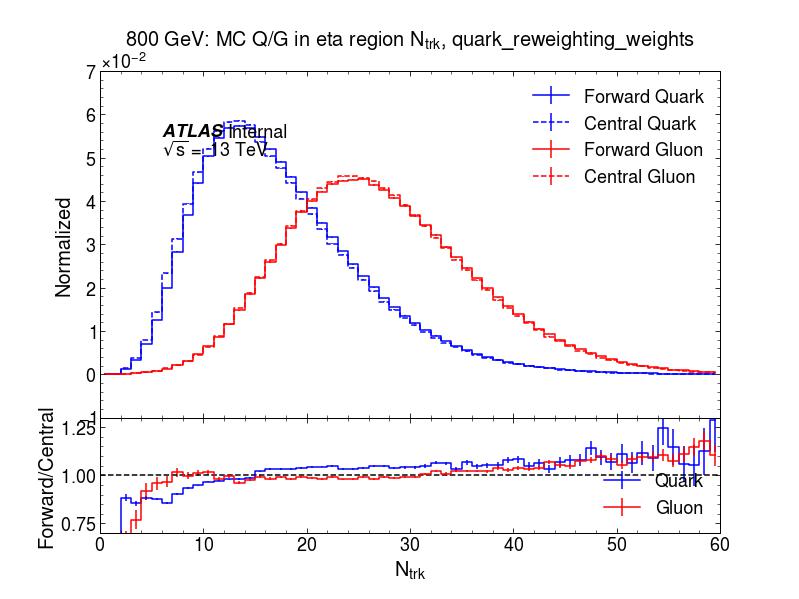 800 GeV: MC Q/G in eta region N_trk, quark_reweighting_weights
×10⁻²
7
6
5
4
3
2
1
0
−1
Normalized
ATLAS Internal
√s = 13 TeV
Forward Quark
Central Quark
Forward Gluon
Central Gluon
Forward/Central
1.25
1.00
0.75
Quark
Gluon
0 10 20 30 40 50 60
N_trk